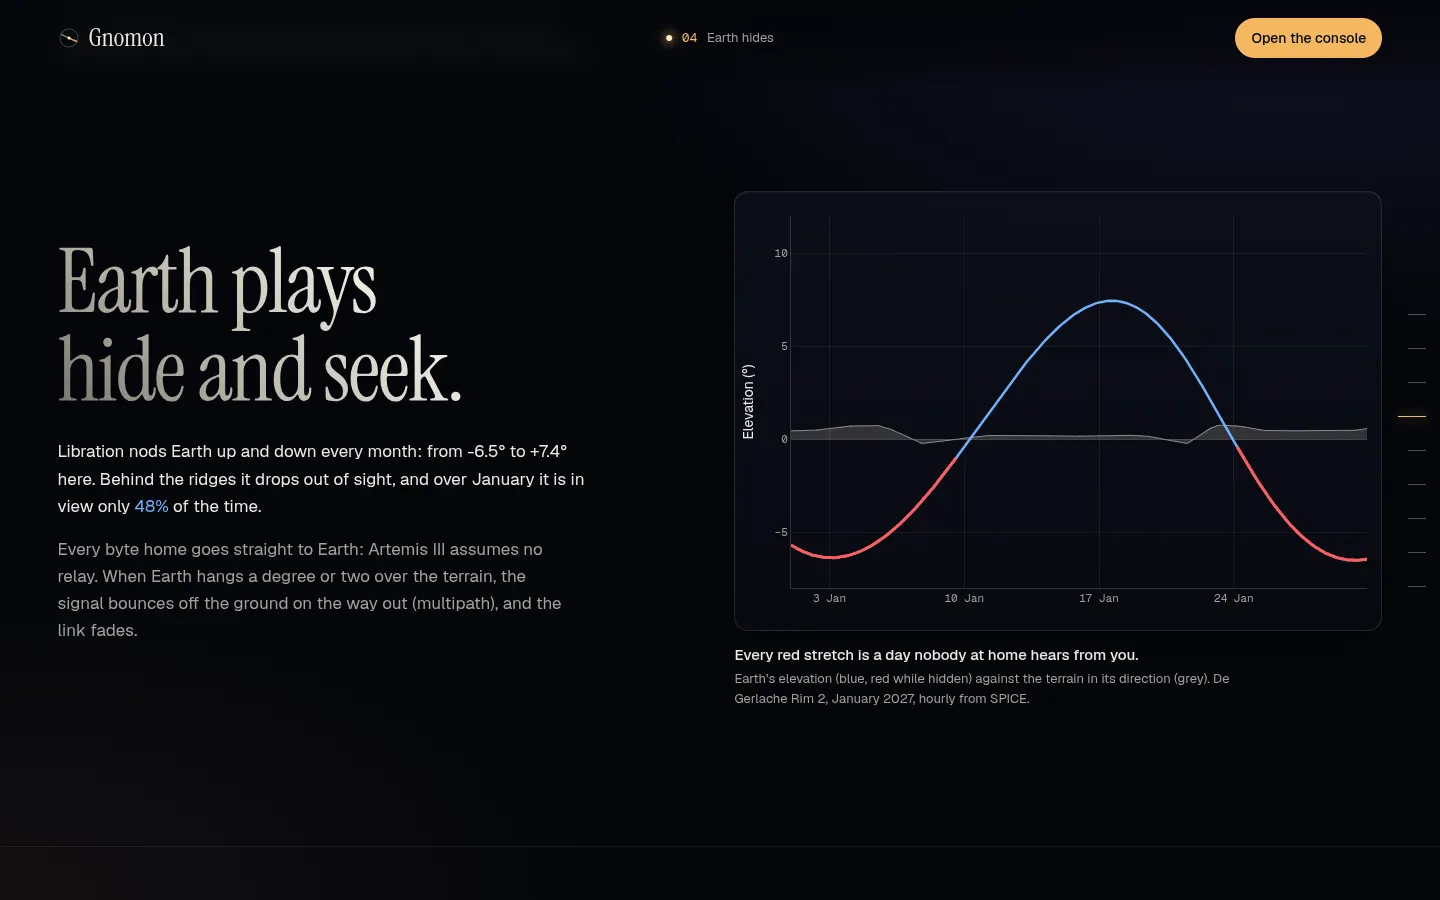 Gnomon
04 Earth hides
Open the console
Earth plays
hide and seek.
Libration nods Earth up and down every month: from -6.5° to +7.4°
here. Behind the ridges it drops out of sight, and over January it is in
view only 48% of the time.
Every byte home goes straight to Earth: Artemis III assumes no
relay. When Earth hangs a degree or two over the terrain, the
signal bounces off the ground on the way out (multipath), and the
link fades.
Elevation (°)
10
5
0
−5
3 Jan
10 Jan
17 Jan
24 Jan
Every red stretch is a day nobody at home hears from you.
Earth's elevation (blue, red while hidden) against the terrain in its direction (grey). De
Gerlache Rim 2, January 2027, hourly from SPICE.